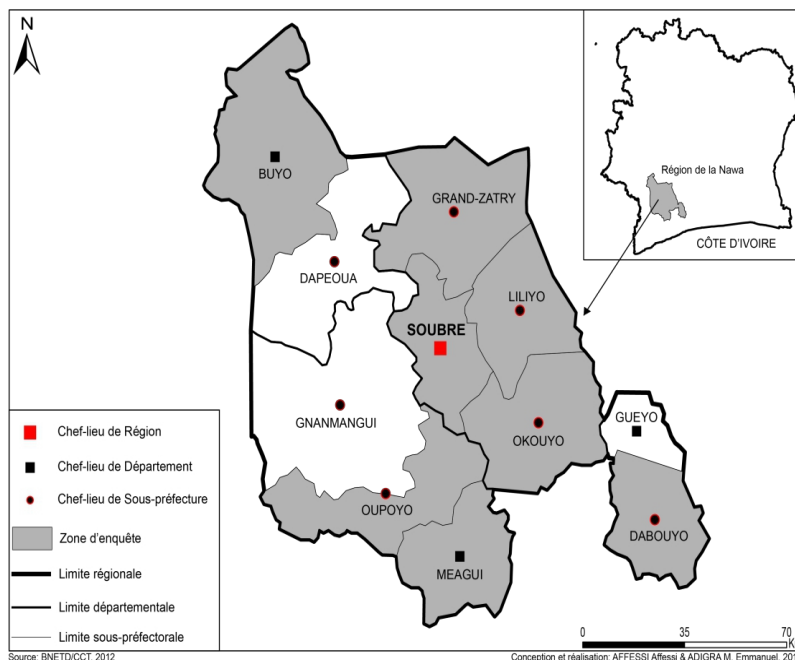 N
BUYO
GRAND-ZATRY
DAPEOUA
LILIYO
SOUBRE
GNANMANGUI
OKOUYO
GUEYO
OUPOYO
DABOUYO
MEAGUI
Région de la Nawa
CÔTE D'IVOIRE
Chef-lieu de Région
Chef-lieu de Département
Chef-lieu de Sous-préfecture
Zone d'enquête
Limite régionale
Limite départementale
Limite sous-préfectorale
0 35 70
Source: BNETD/CCT, 2012
Conception et réalisation: AFFESSI Affessi & ADIGRA M. Emmanuel,